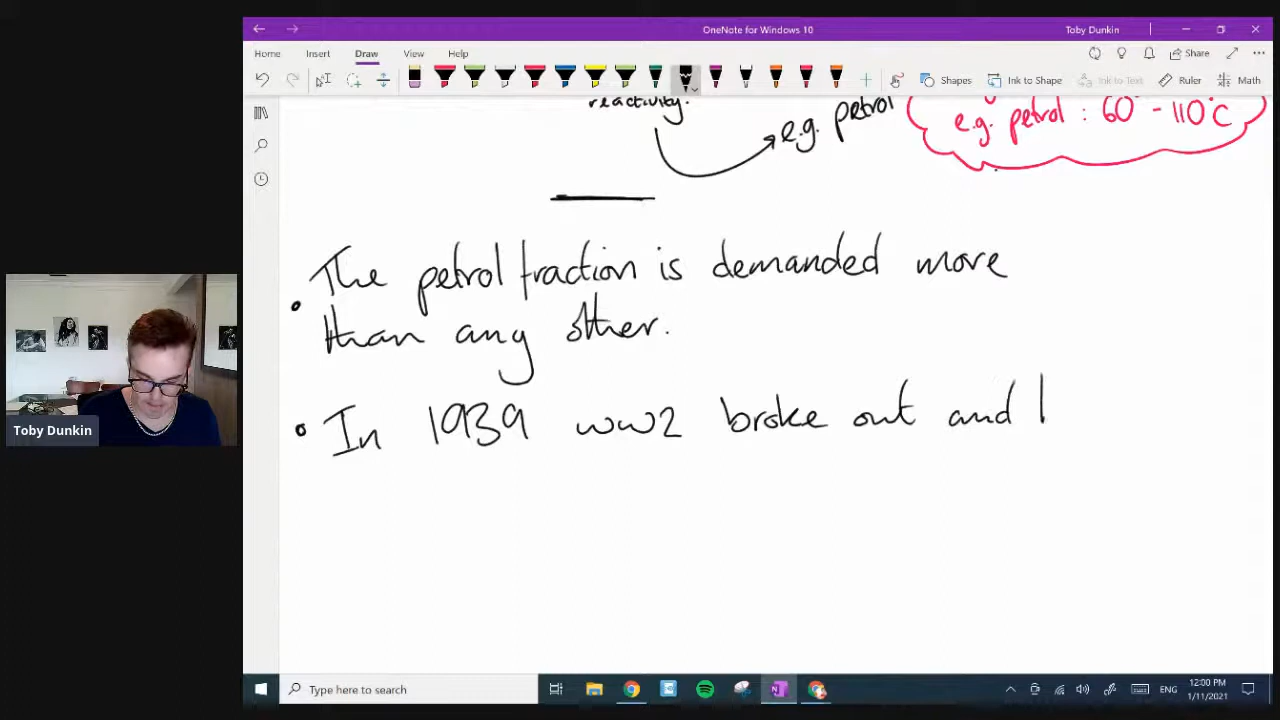 OneNote for Windows 10
Toby Dunkin
Home Insert Draw View Help
Share
Shapes Ink to Shape Ink to Text Ruler Math
reactivity.
e.g. petrol
e.g. petrol : 60° - 110°C
The petrol fraction is demanded more
than any other.
In 1939 ww2 broke out and
Toby Dunkin
Type here to search
ENG
12:00 PM
1/11/2021